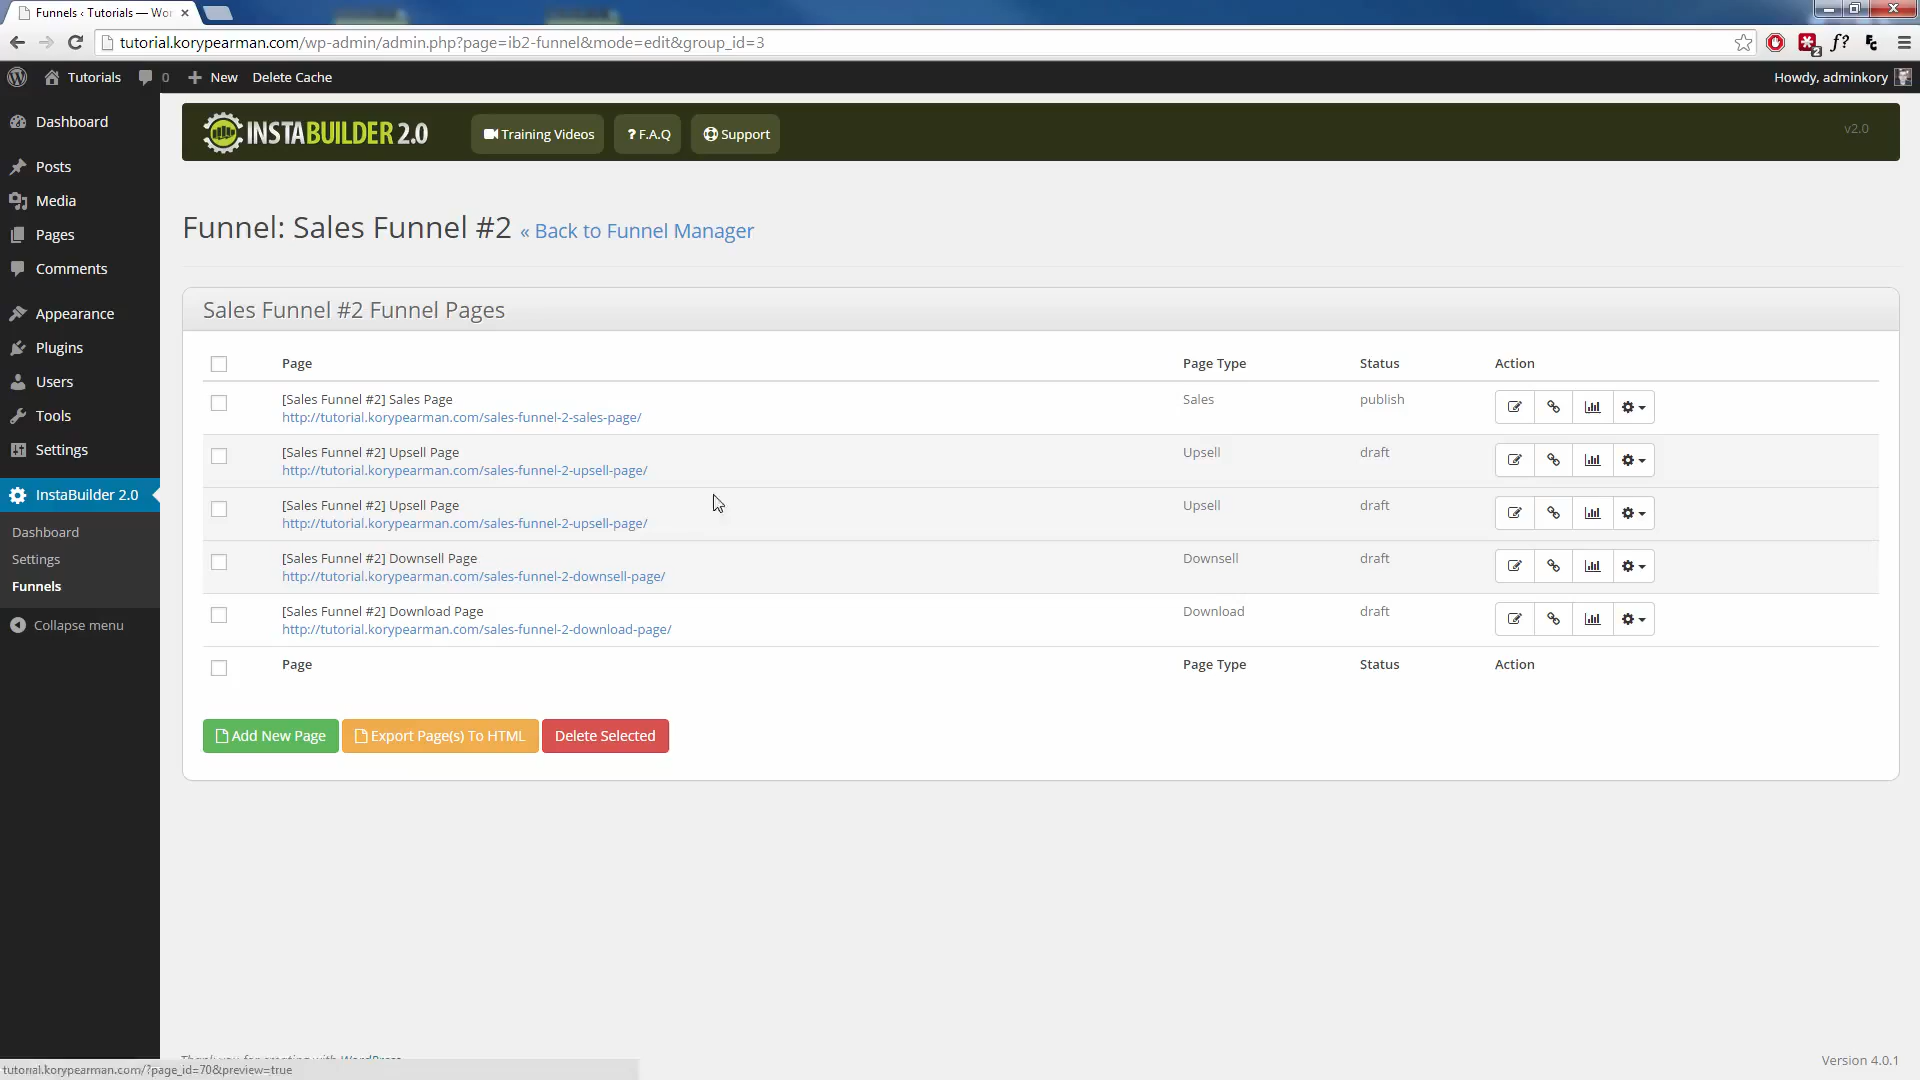 Funnels ‹ Tutorials — Wo
tutorial.korypearman.com/wp-admin/admin.php?page=ib2-funnel&mode=edit&group_id=3
Tutorials 0 New Delete Cache
Howdy, adminkory
Dashboard
Posts
Media
Pages
Comments
Appearance
Plugins
Users
Tools
Settings
InstaBuilder 2.0
Dashboard
Settings
Funnels
Collapse menu
INSTABUILDER 2.0
Training Videos
? F.A.Q
Support
v2.0
Funnel: Sales Funnel #2 « Back to Funnel Manager
Sales Funnel #2 Funnel Pages
Page Page Type Status Action
[Sales Funnel #2] Sales Page Sales publish
http://tutorial.korypearman.com/sales-funnel-2-sales-page/
[Sales Funnel #2] Upsell Page Upsell draft
http://tutorial.korypearman.com/sales-funnel-2-upsell-page/
[Sales Funnel #2] Upsell Page Upsell draft
http://tutorial.korypearman.com/sales-funnel-2-upsell-page/
[Sales Funnel #2] Downsell Page Downsell draft
http://tutorial.korypearman.com/sales-funnel-2-downsell-page/
[Sales Funnel #2] Download Page Download draft
http://tutorial.korypearman.com/sales-funnel-2-download-page/
Page Page Type Status Action
Add New Page Export Page(s) To HTML Delete Selected
Thank you for creating with WordPress
Version 4.0.1
tutorial.korypearman.com/?page_id=70&preview=true